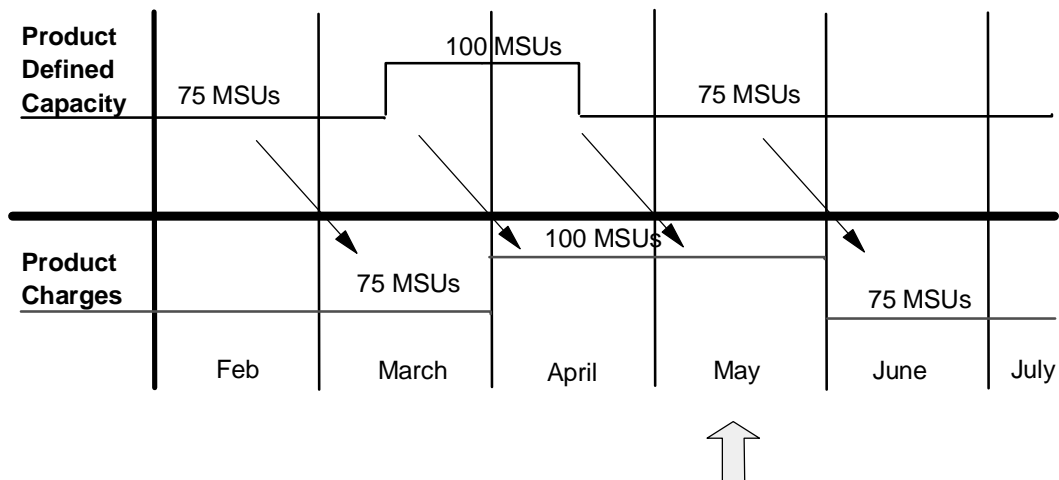 Product
Defined
Capacity
75 MSUs
100 MSUs
75 MSUs
Product
Charges
75 MSUs
100 MSUs
75 MSUs
Feb
March
April
May
June
July